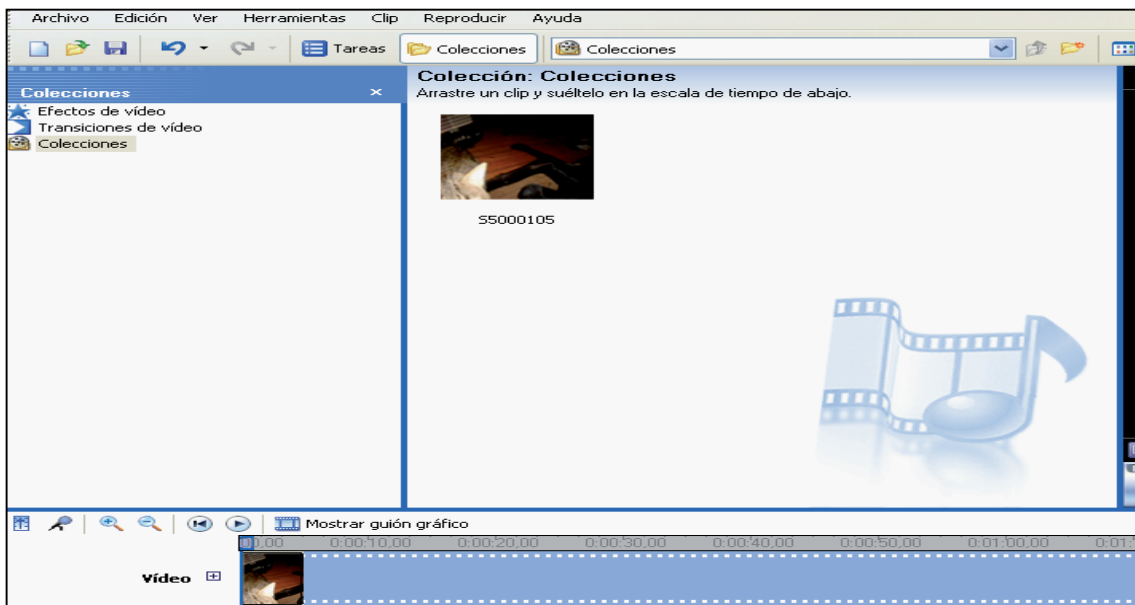 Archivo Edición Ver Herramientas Clip Reproducir Ayuda
Tareas Colecciones Colecciones
Colecciones
Efectos de vídeo
Transiciones de vídeo
Colecciones
Colección: Colecciones
Arrastre un clip y suéltelo en la escala de tiempo de abajo.
S5000105
Mostrar guión gráfico
00,00 0:00:10,00 0:00:20,00 0:00:30,00 0:00:40,00 0:00:50,00 0:01:00,00
Vídeo